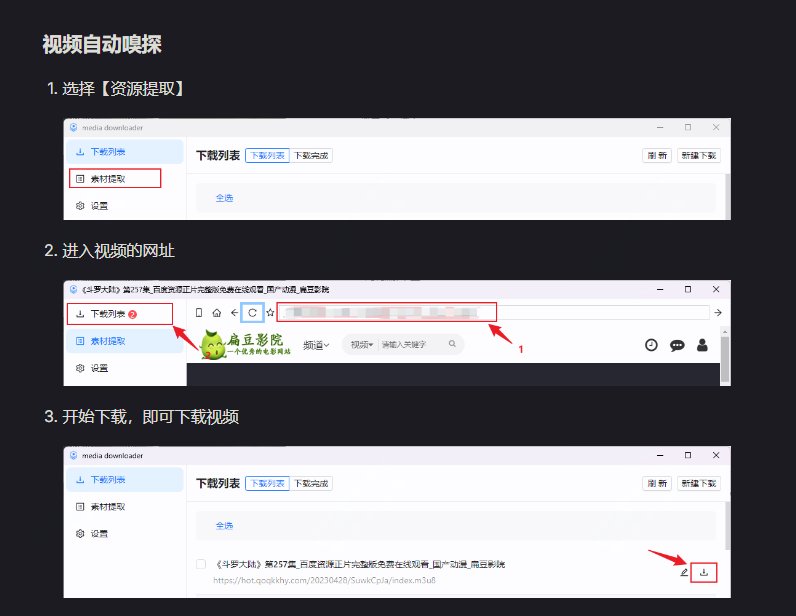 视频自动嗅探
1. 选择【资源提取】
media downloader
下载列表
下载列表 下载列表 下载完成
刷 新 新建下载
素材提取
全选
设置
2. 进入视频的网址
《斗罗大陆》第257集_百度资源正片完整版免费在线观看_国产动漫_扁豆影院
下载列表 2
素材提取
设置
扁豆影院
一个优秀的电影网站
频道
视频 请输入关键字
1
3. 开始下载，即可下载视频
media downloader
下载列表
下载列表 下载列表 下载完成
刷 新 新建下载
素材提取
全选
设置
《斗罗大陆》第257集_百度资源正片完整版免费在线观看_国产动漫_扁豆影院
https://hot.qoqkkhy.com/20230428/SuwkCpJa/index.m3u8